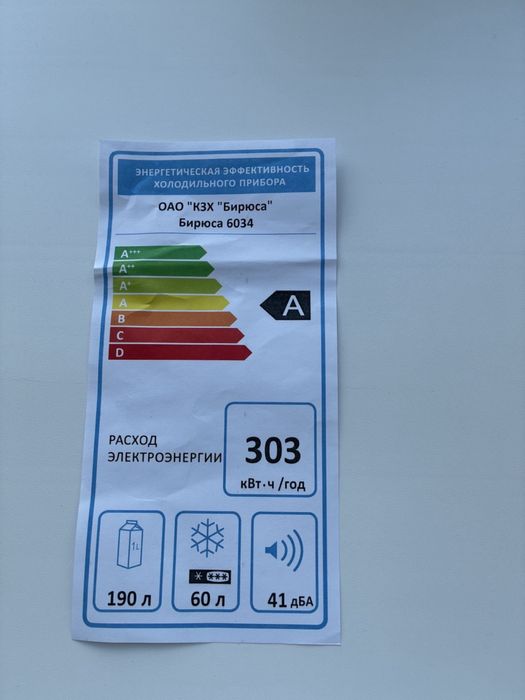 ЭНЕРГЕТИЧЕСКАЯ ЭФФЕКТИВНОСТЬ
ХОЛОДИЛЬНОГО ПРИБОРА
ОАО "КЗХ "Бирюса"
Бирюса 6034
A+++
A++
A+
A
A
B
C
D
РАСХОД
ЭЛЕКТРОЭНЕРГИИ
303
кВт·ч /год
1L
190 л
60 л
41 дБА